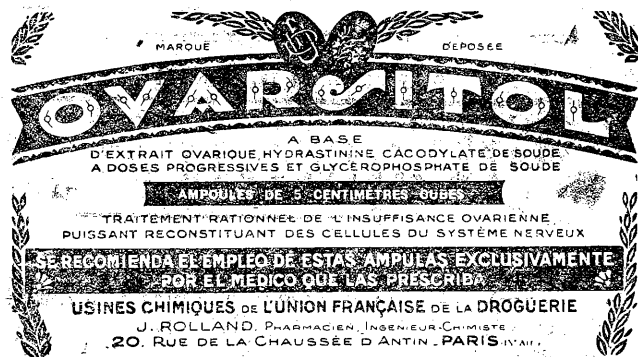 MARQUE DÉPOSÉE
OVARSITOL
A BASE
D'EXTRAIT OVARIQUE, HYDRASTININE, CACODYLATE DE SOUDE
A DOSES PROGRESSIVES ET GLYCÉROPHOSPHATE DE SOUDE
AMPOULES DE 5 CENTIMÈTRES CUBES
TRAITEMENT RATIONNEL DE L'INSUFFISANCE OVARIENNE
PUISSANT RECONSTITUANT DES CELLULES DU SYSTÈME NERVEUX
SE RECOMIENDA EL EMPLEO DE ESTAS AMPULAS EXCLUSIVAMENTE
POR EL MEDICO QUE LAS PRESCRIBA
USINES CHIMIQUES DE L'UNION FRANÇAISE DE LA DROGUERIE
J. ROLLAND, PHARMACIEN, INGENIEUR-CHIMISTE
20. RUE DE LA CHAUSSÉE D'ANTIN. PARIS